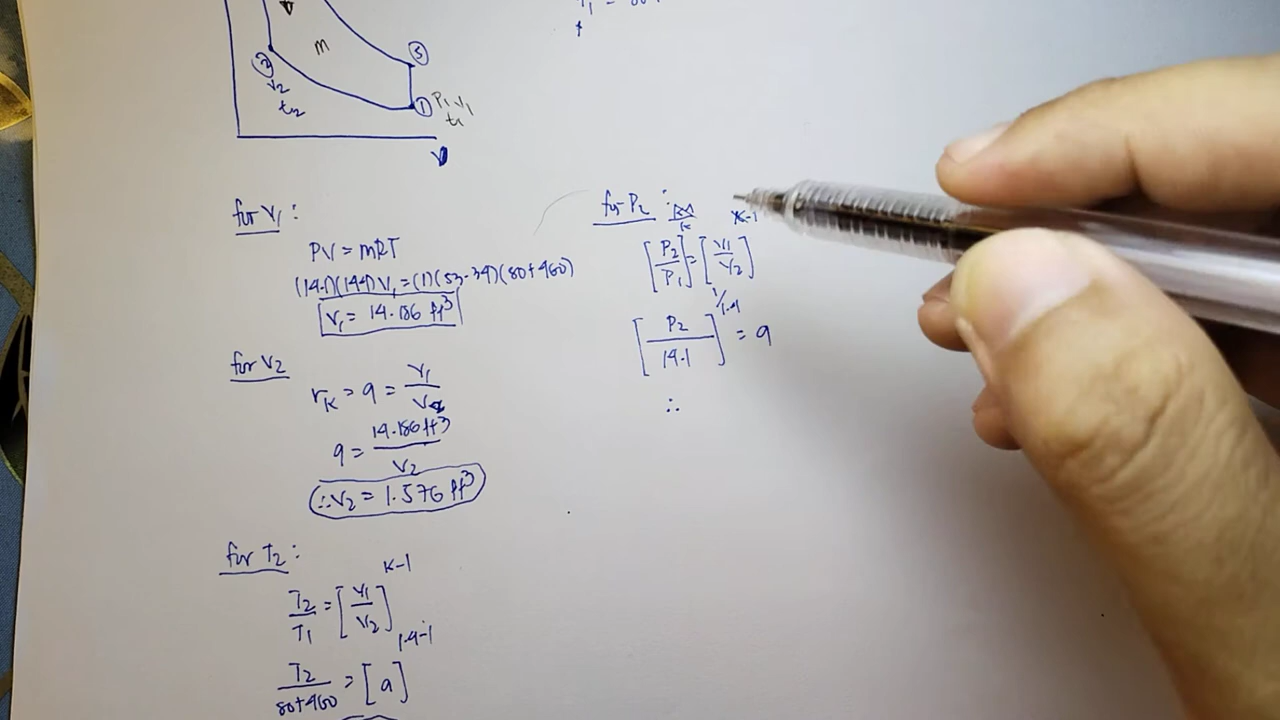 m
3
2
V2
t2
1
P1 V1
t1
V
for V1 :
PV = mRT
(14.1)(144)V1 = (1)(53.34)(80+460)
V1 = 14.186 ft³
for V2
rK = 9 = V1/V2
9 = 14.186 ft³/V2
∴ V2 = 1.576 ft³
for T2 :
T2/T1 = [V1/V2]^K-1
T2/80+460 = [9]^1.4-1
for P2 :
[P2/P1]^1/K = [V1/V2]
[P2/14.1]^1/1.4 = 9
∴